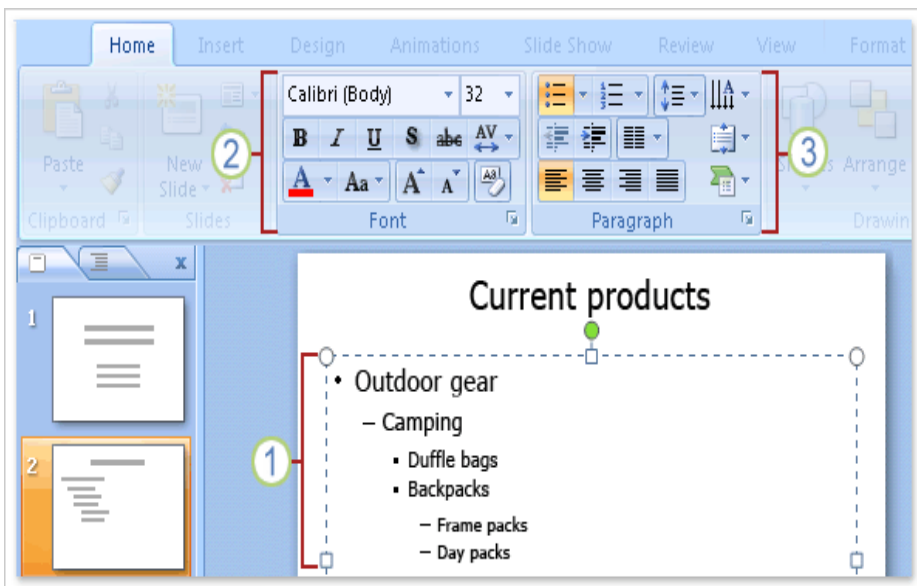 Home Insert Design Animations Slide Show Review View Format
Calibri (Body) 32
B I U S abc AV
Paste New Slide Arrange
A Aa A A
Clipboard Slides Font Paragraph
2
3
1
2
Current products
1
• Outdoor gear
– Camping
▪ Duffle bags
▪ Backpacks
– Frame packs
– Day packs